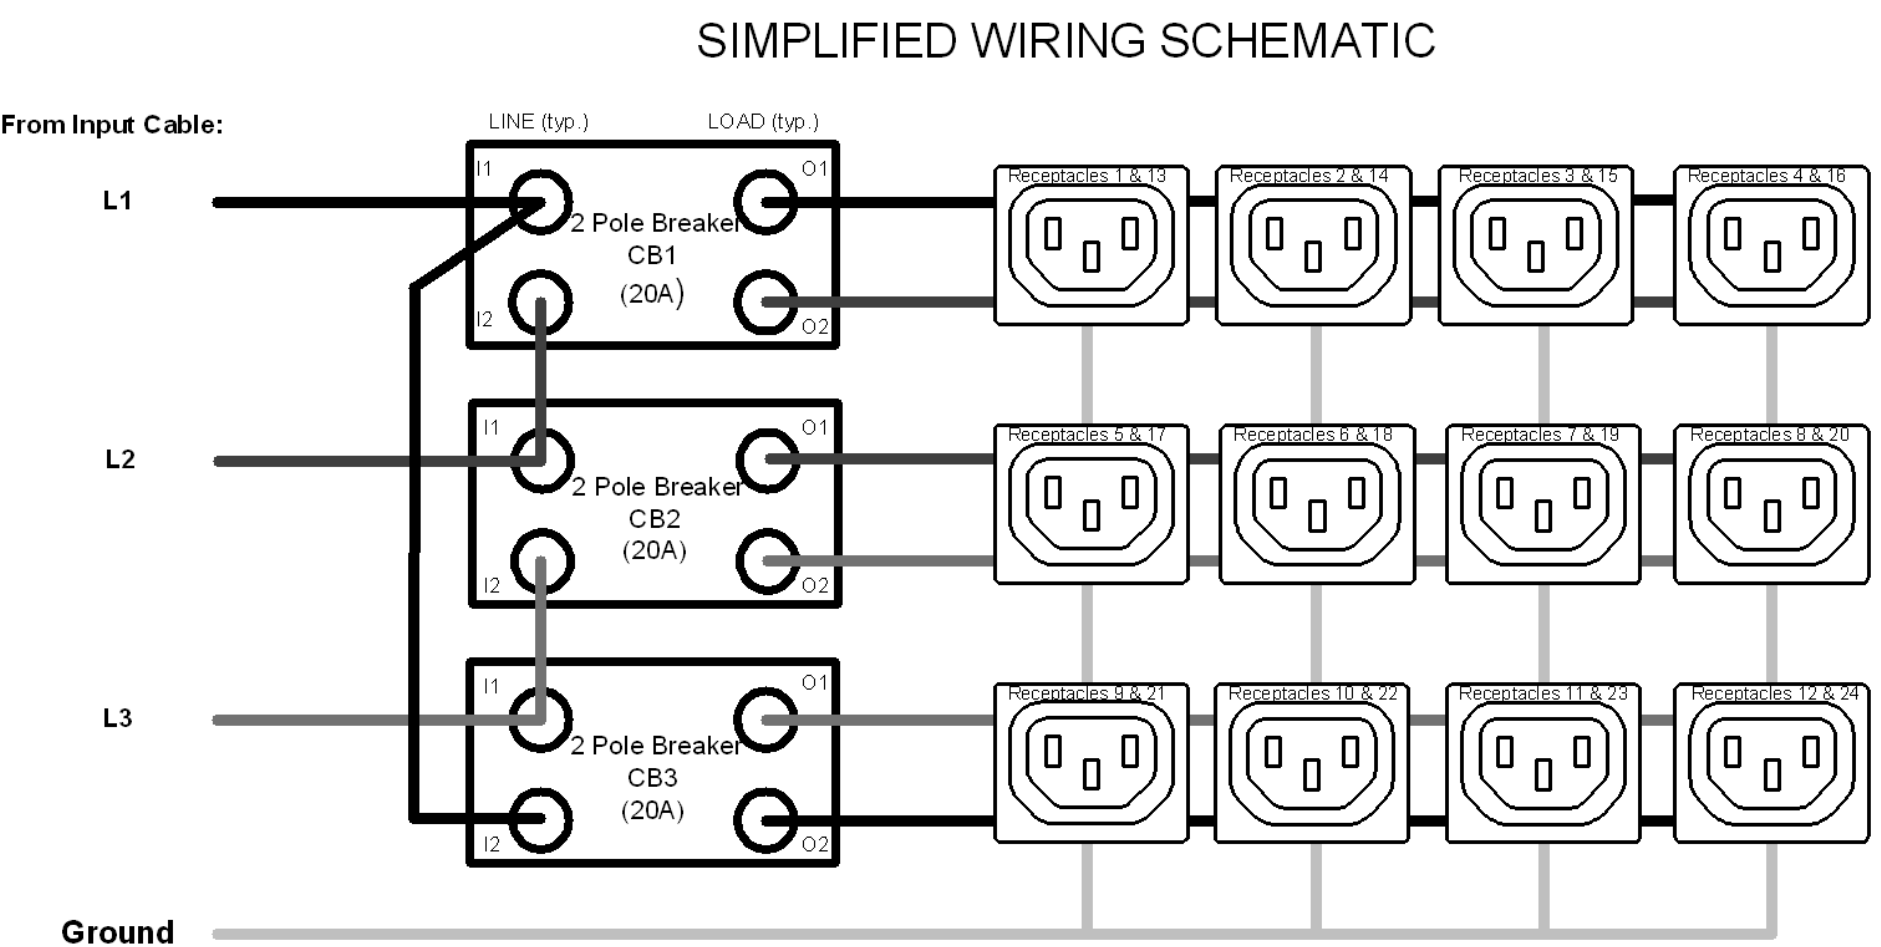 SIMPLIFIED WIRING SCHEMATIC
From Input Cable:
LINE (typ.)
LOAD (typ.)
L1
I1
O1
2 Pole Breaker
CB1
(20A)
I2
O2
Receptacles 1 & 13
Receptacles 2 & 14
Receptacles 3 & 15
Receptacles 4 & 16
L2
I1
O1
2 Pole Breaker
CB2
(20A)
I2
O2
Receptacles 5 & 17
Receptacles 6 & 18
Receptacles 7 & 19
Receptacles 8 & 20
L3
I1
O1
2 Pole Breaker
CB3
(20A)
I2
O2
Receptacles 9 & 21
Receptacles 10 & 22
Receptacles 11 & 23
Receptacles 12 & 24
Ground